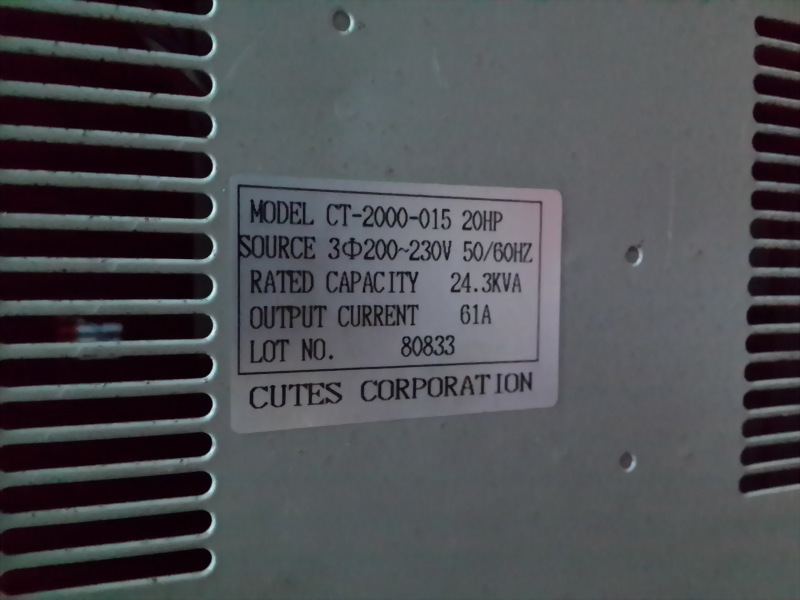 MODEL CT-2000-015 20HP
SOURCE 3Φ200~230V 50/60HZ
RATED CAPACITY 24.3KVA
OUTPUT CURRENT 61A
LOT NO. 80833
CUTES CORPORATION